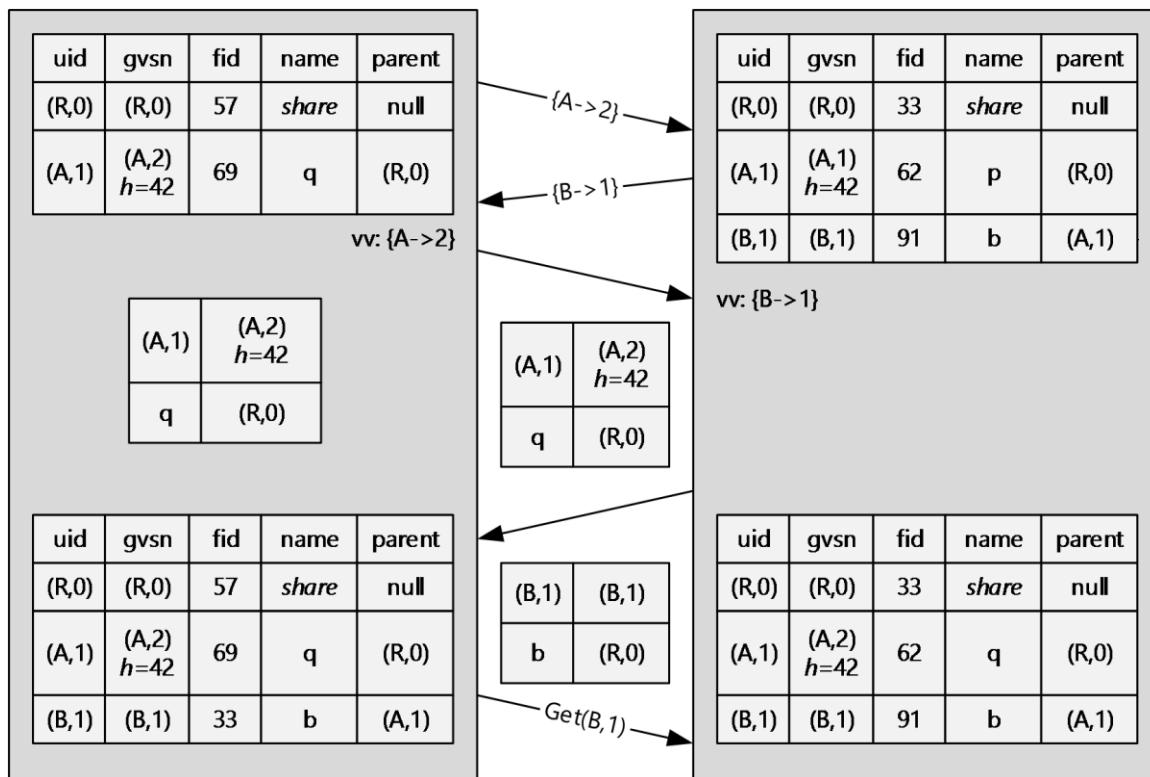 uid gvsn fid name parent
(R,0) (R,0) 57 share null
(A,1) (A,2) h=42 69 q (R,0)
vv: {A->2}
{A->2}
{B->1}
uid gvsn fid name parent
(R,0) (R,0) 33 share null
(A,1) (A,1) h=42 62 p (R,0)
(B,1) (B,1) 91 b (A,1)
vv: {B->1}
(A,1) (A,2) h=42
q (R,0)
(A,1) (A,2) h=42
q (R,0)
uid gvsn fid name parent
(R,0) (R,0) 57 share null
(A,1) (A,2) h=42 69 q (R,0)
(B,1) (B,1) 33 b (A,1)
(B,1) (B,1)
b (R,0)
Get(B,1)
uid gvsn fid name parent
(R,0) (R,0) 33 share null
(A,1) (A,2) h=42 62 q (R,0)
(B,1) (B,1) 91 b (A,1)